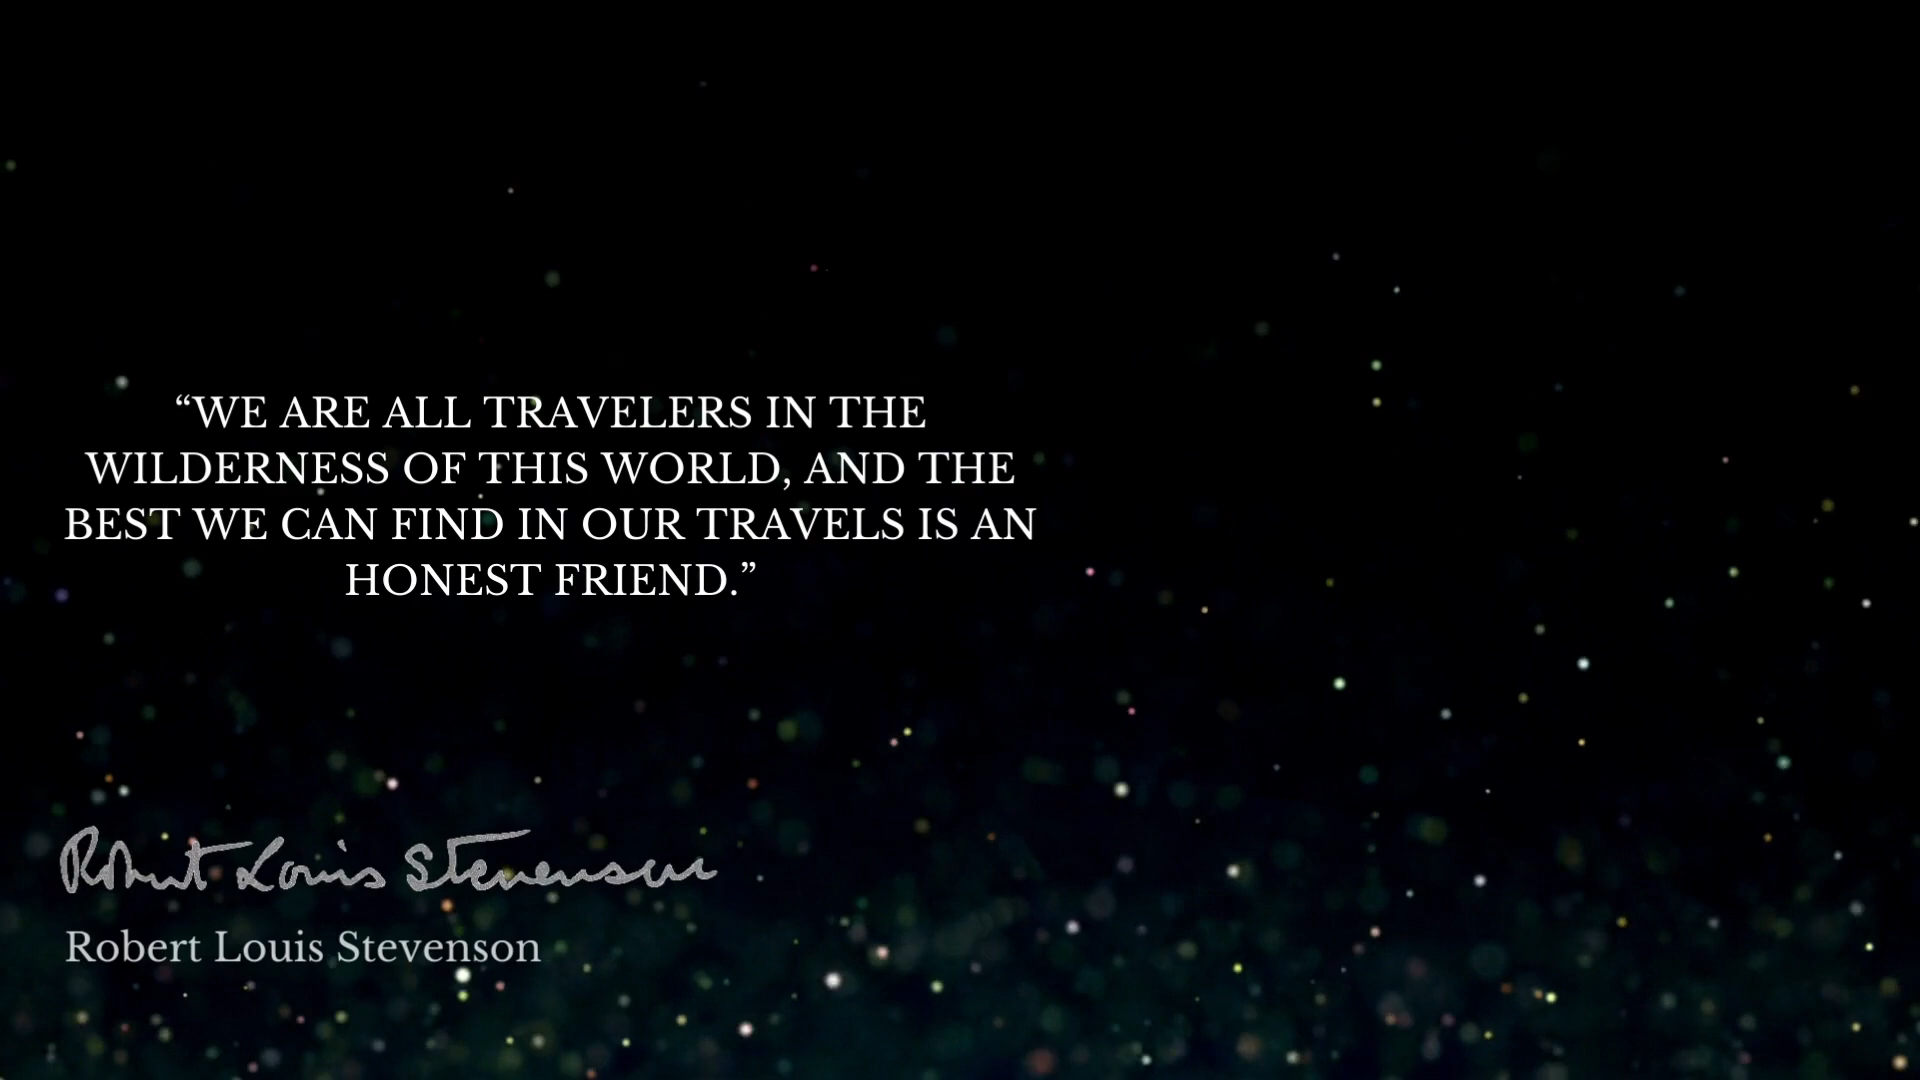 “WE ARE ALL TRAVELERS IN THE
WILDERNESS OF THIS WORLD, AND THE
BEST WE CAN FIND IN OUR TRAVELS IS AN
HONEST FRIEND.”
Robert Louis Stevenson
Robert Louis Stevenson